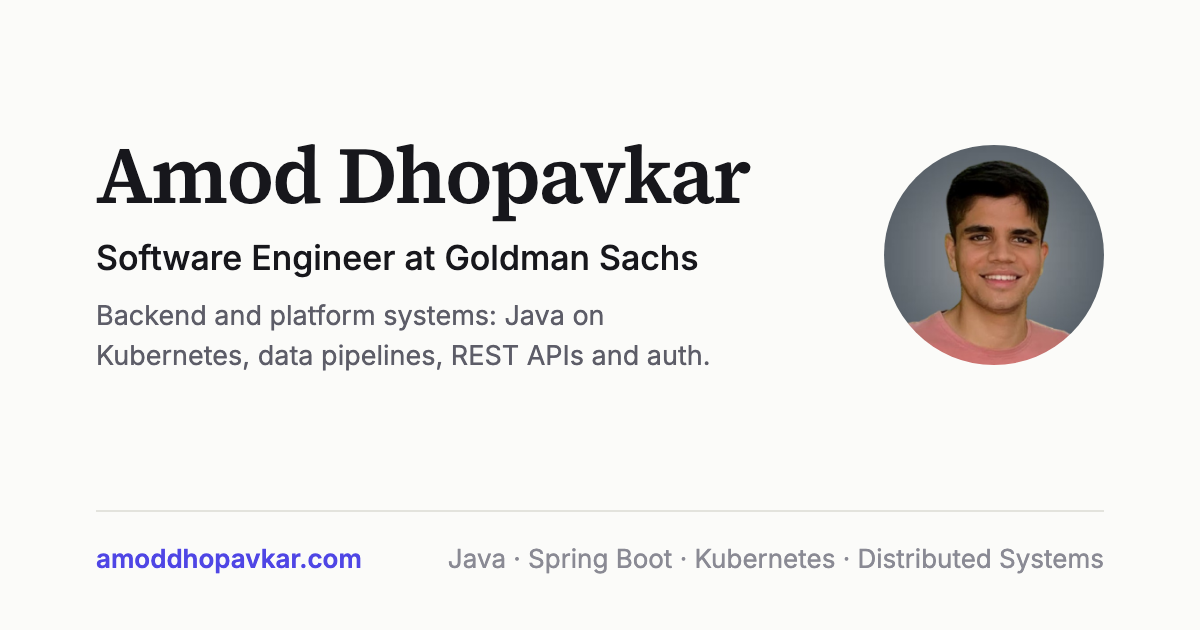 Amod Dhopavkar
Software Engineer at Goldman Sachs
Backend and platform systems: Java on
Kubernetes, data pipelines, REST APIs and auth.
amoddhopavkar.com
Java · Spring Boot · Kubernetes · Distributed Systems